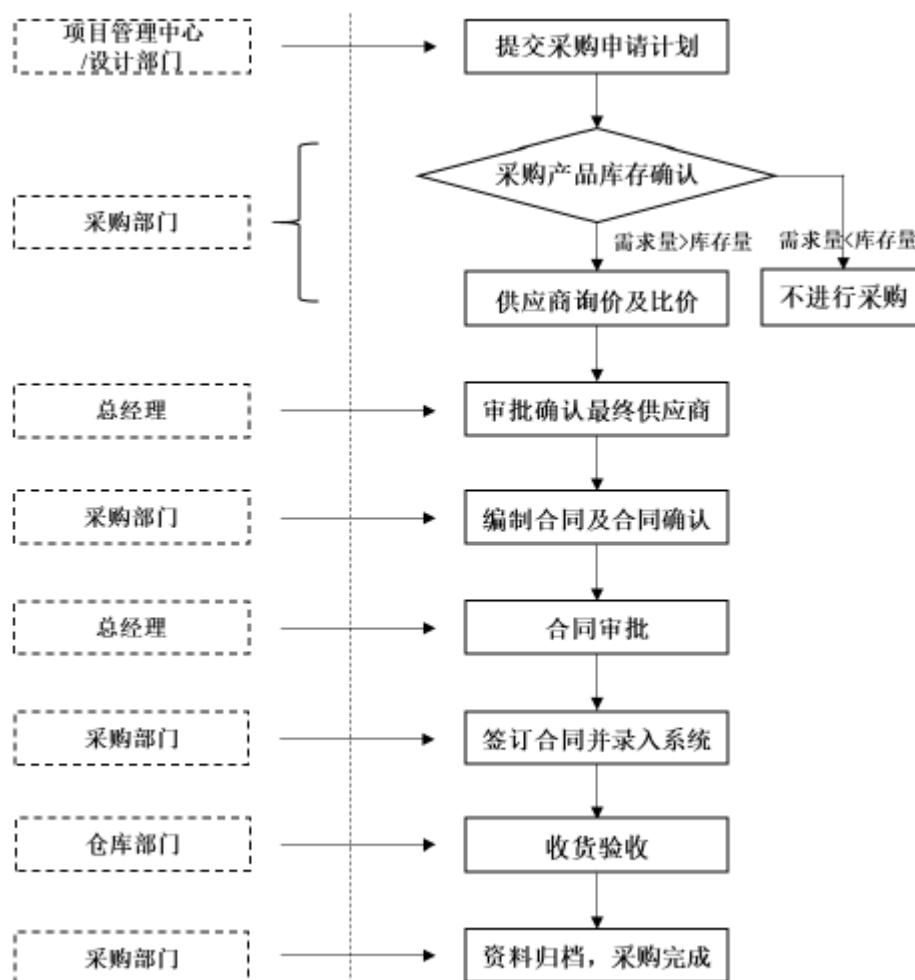 项目管理中心
/设计部门
提交采购申请计划
采购产品库存确认
采购部门
需求量>库存量
需求量<库存量
供应商询价及比价
不进行采购
总经理
审批确认最终供应商
采购部门
编制合同及合同确认
总经理
合同审批
采购部门
签订合同并录入系统
仓库部门
收货验收
采购部门
资料归档，采购完成